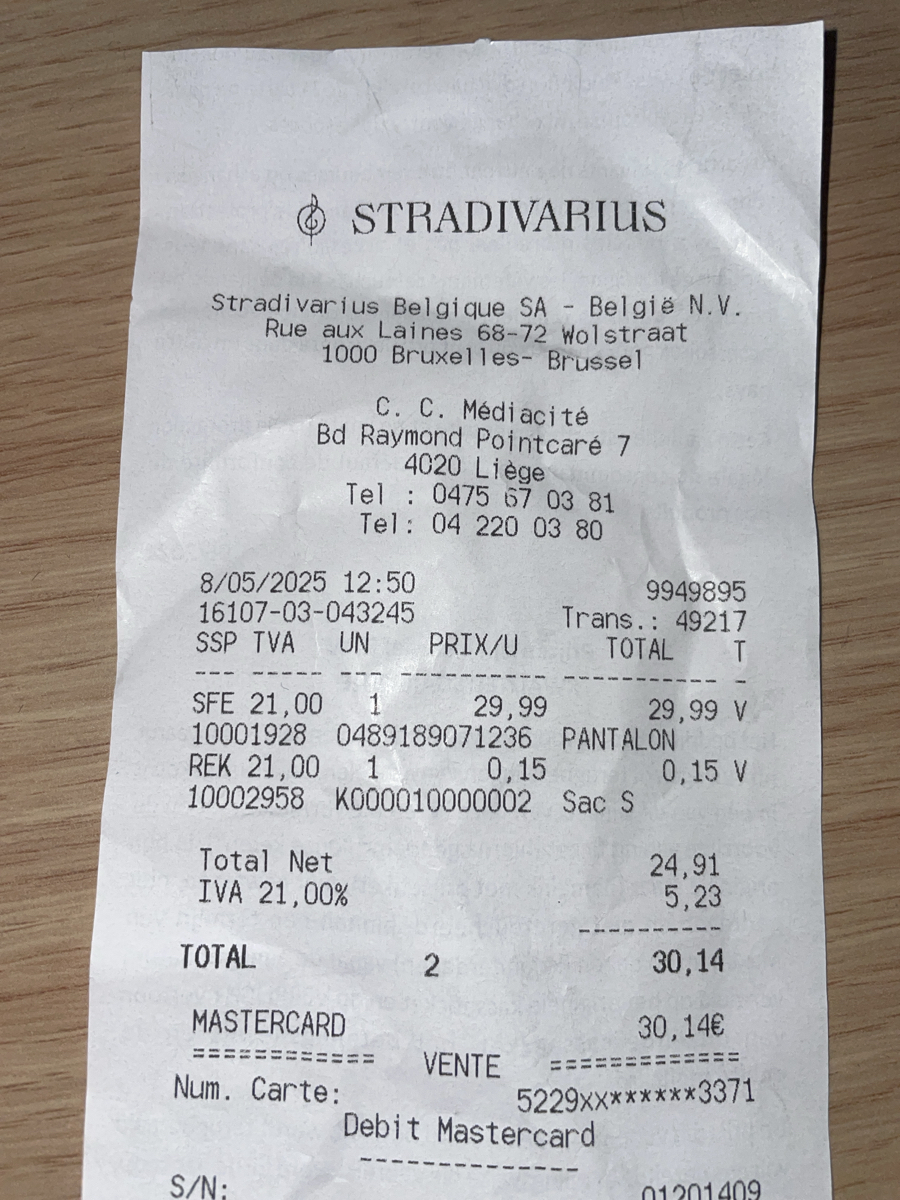 STRADIVARIUS
Stradivarius Belgique SA - België N.V.
Rue aux Laines 68-72 Wolstraat
1000 Bruxelles- Brussel
C. C. Médiacité
Bd Raymond Pointcaré 7
4020 Liège
Tel : 0475 67 03 81
Tel: 04 220 03 80
8/05/2025 12:50 9949895
16107-03-043245 Trans.: 49217
SSP TVA UN PRIX/U TOTAL T
--- ----- --- ---------- ----------- -
SFE 21,00 1 29,99 29,99 V
10001928 0489189071236 PANTALON
REK 21,00 1 0,15 0,15 V
10002958 K000010000002 Sac S
Total Net 24,91
IVA 21,00% 5,23
----------
TOTAL 2 30,14
MASTERCARD 30,14€
============ VENTE ============
Num. Carte: 5229xx******3371
Debit Mastercard
--------------
S/N: 01201409